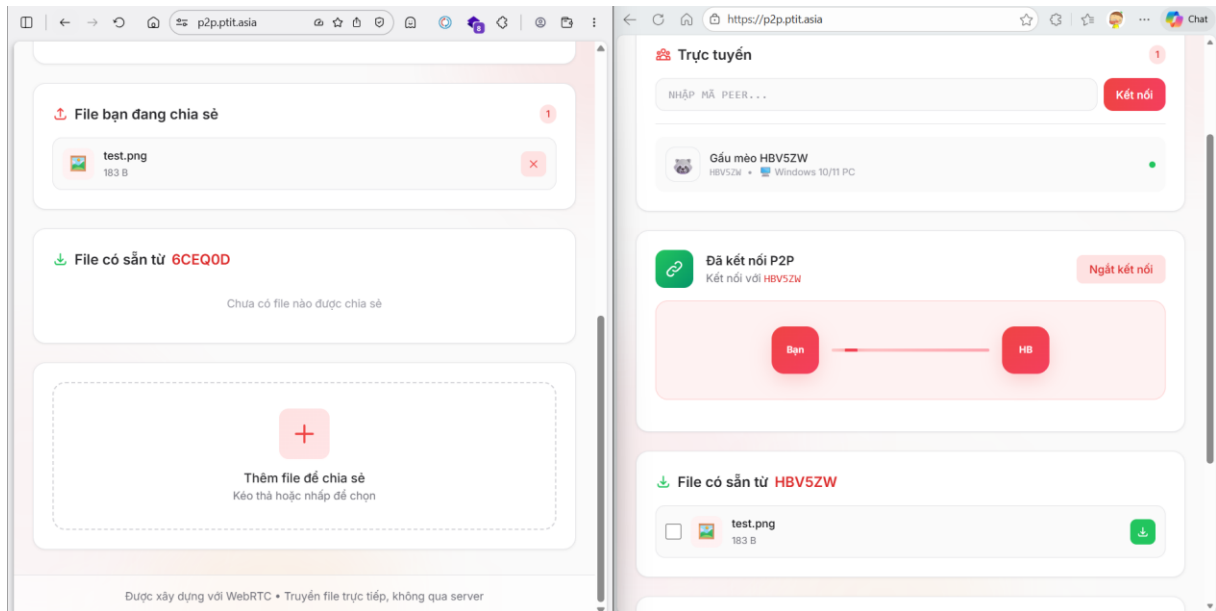 p2p.ptit.asia
8
File bạn đang chia sẻ
1
test.png
183 B
File có sẵn từ 6CEQ0D
Chưa có file nào được chia sẻ
Thêm file để chia sẻ
Kéo thả hoặc nhấp để chọn
Được xây dựng với WebRTC • Truyền file trực tiếp, không qua server
https://p2p.ptit.asia
Chat
Trực tuyến
1
NHẬP MÃ PEER...
Kết nối
Gấu mèo HBV5ZW
HBV5ZW • Windows 10/11 PC
Đã kết nối P2P
Kết nối với HBV5ZW
Ngắt kết nối
Bạn
HB
File có sẵn từ HBV5ZW
test.png
183 B